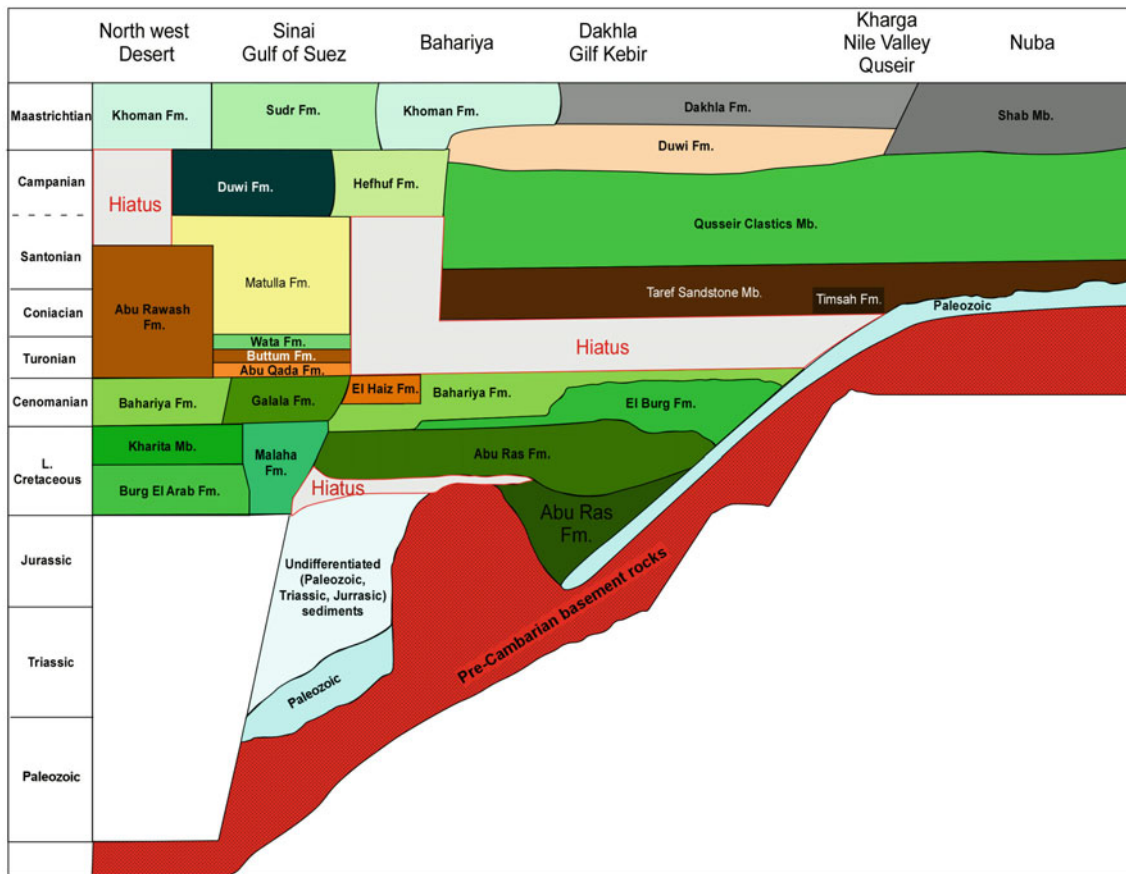 North west
Desert
Sinai
Gulf of Suez
Bahariya
Dakhla
Gilf Kebir
Kharga
Nile Valley
Quseir
Nuba
Maastrichtian
Khoman Fm.
Sudr Fm.
Khoman Fm.
Dakhla Fm.
Shab Mb.
Duwi Fm.
Campanian
Hiatus
Duwi Fm.
Hefhuf Fm.
Qusseir Clastics Mb.
Santonian
Matulla Fm.
Taref Sandstone Mb.
Timsah Fm.
Paleozoic
Coniacian
Abu Rawash
Fm.
Wata Fm.
Turonian
Buttum Fm.
Abu Qada Fm.
Hiatus
Cenomanian
Bahariya Fm.
Galala Fm.
El Haiz Fm.
Bahariya Fm.
El Burg Fm.
L.
Cretaceous
Kharita Mb.
Malaha
Fm.
Abu Ras Fm.
Burg El Arab Fm.
Hiatus
Abu Ras
Fm.
Jurassic
Undifferentiated
(Paleozoic,
Triassic, Jurrasic)
sediments
Pre-Cambarian basement rocks
Triassic
Paleozoic
Paleozoic